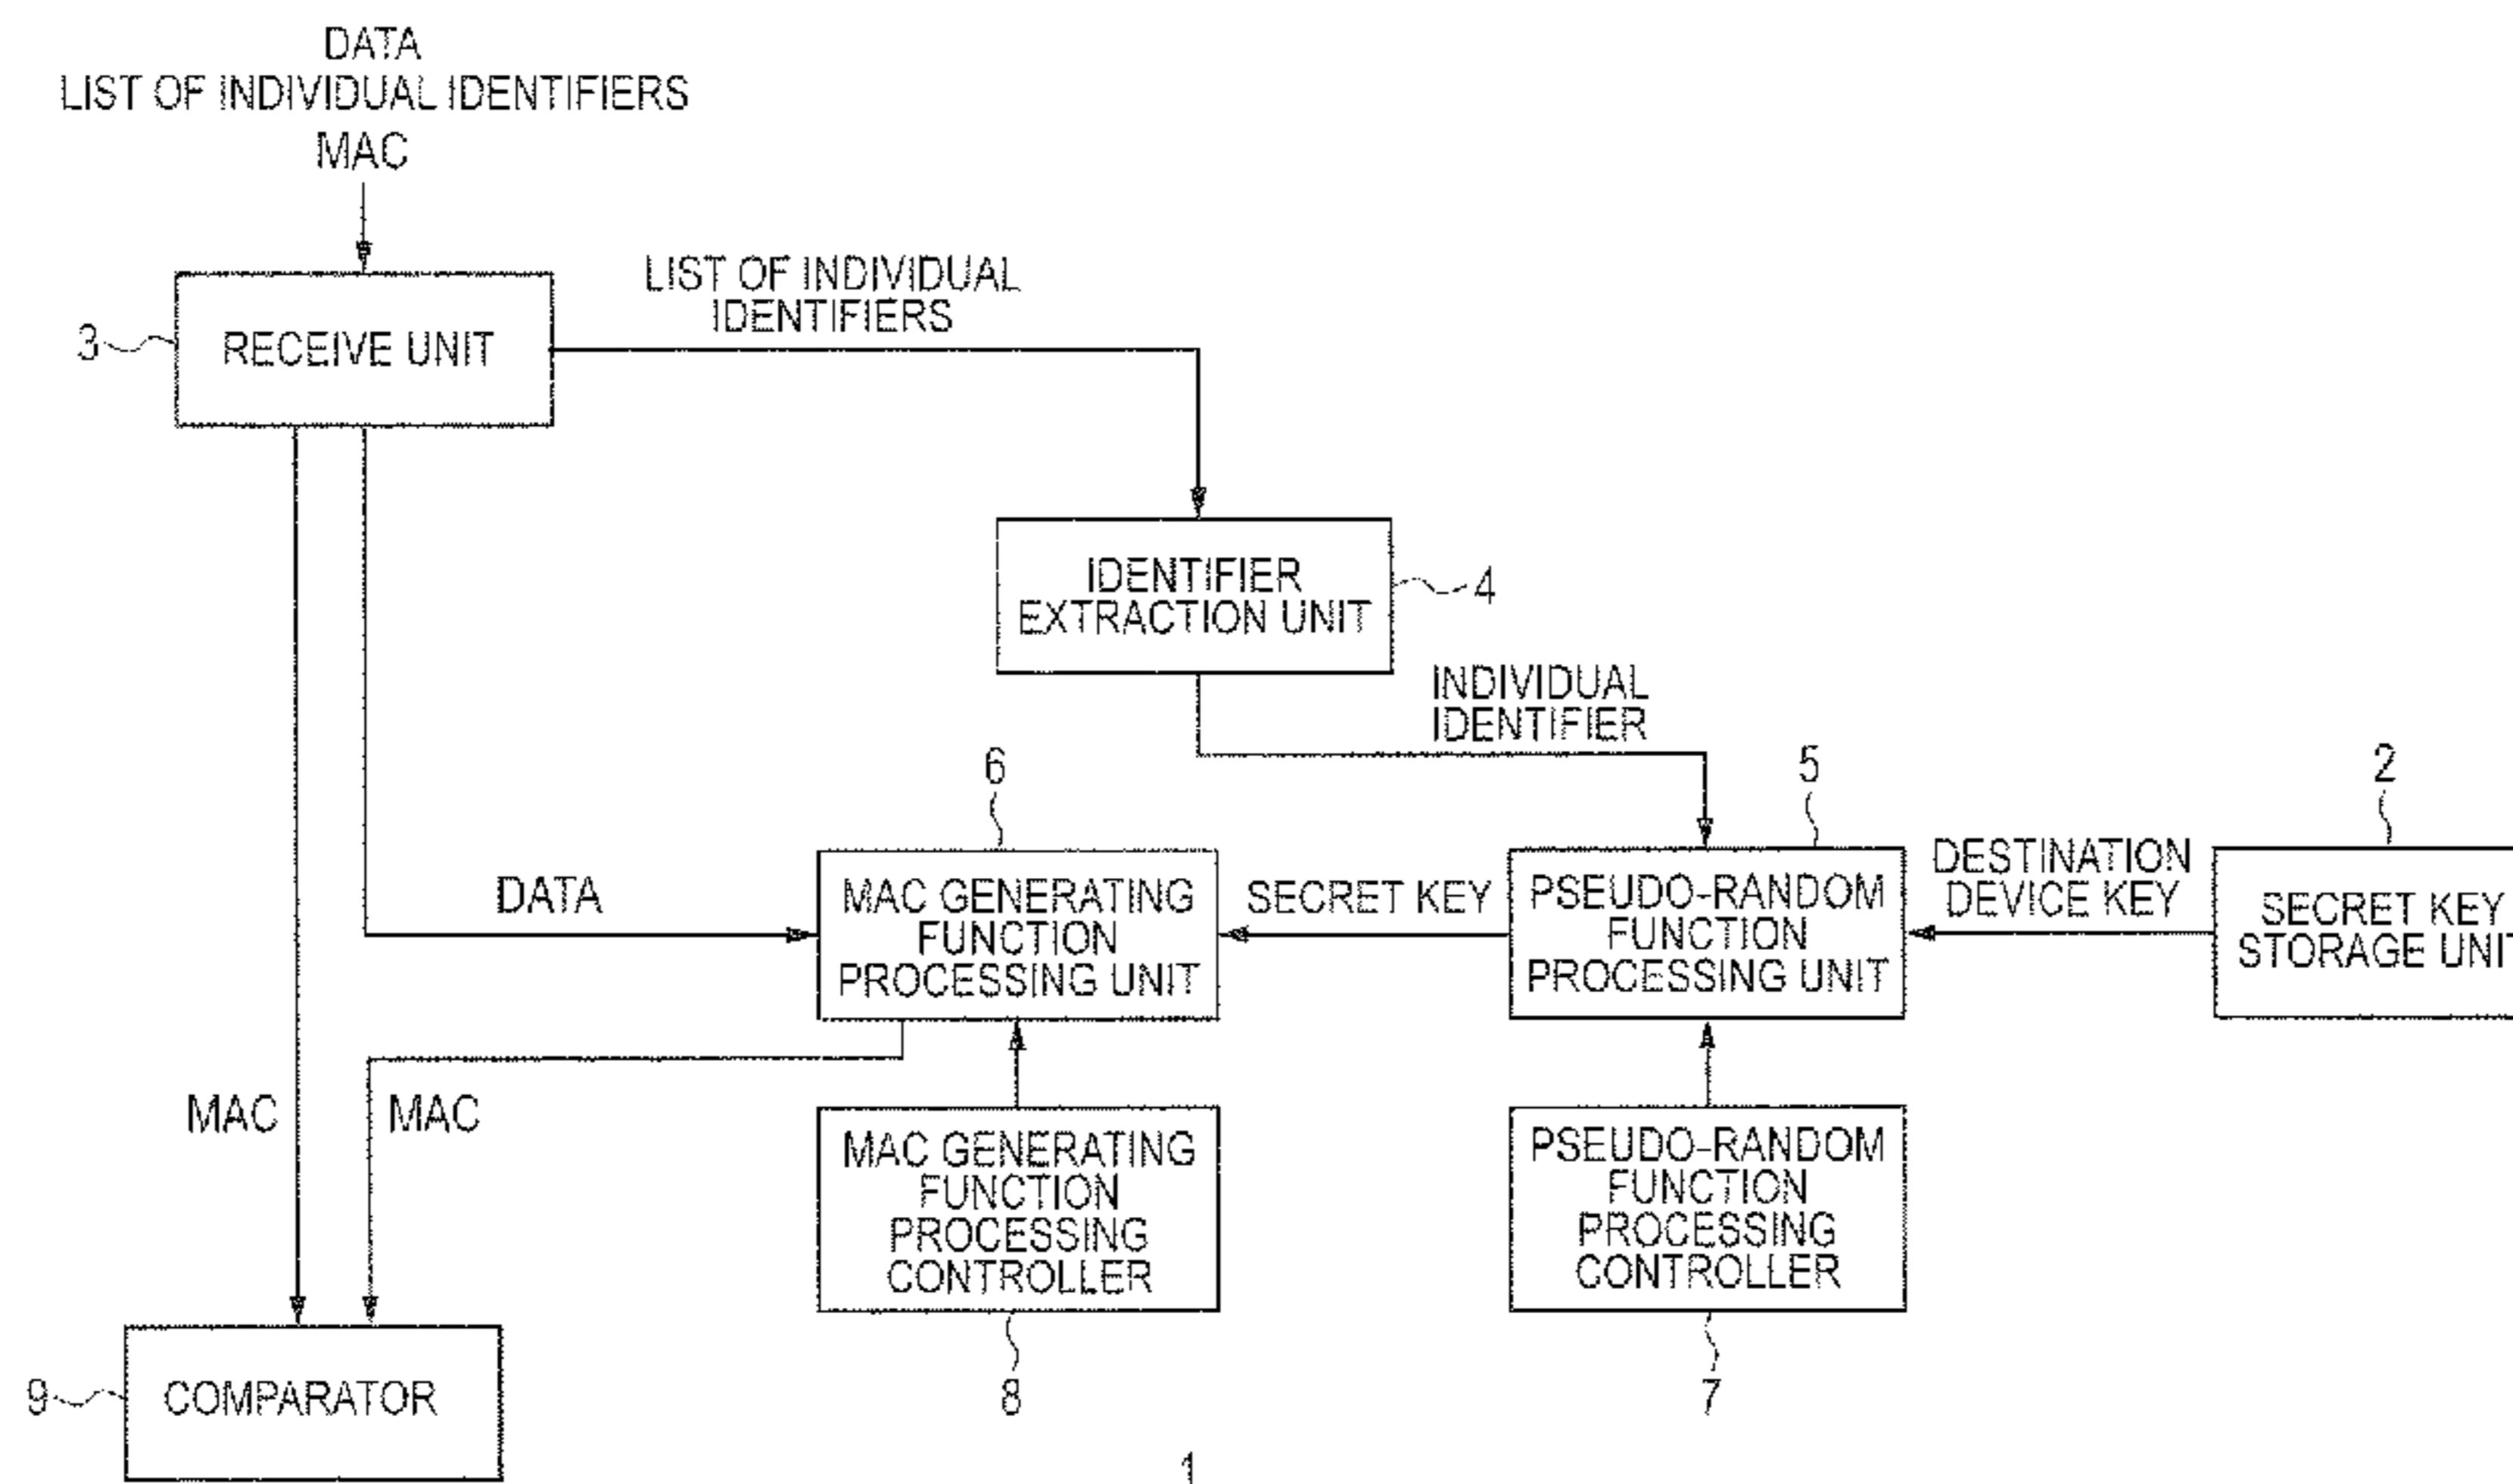 DATA
LIST OF INDIVIDUAL IDENTIFIERS
MAC
LIST OF INDIVIDUAL
IDENTIFIERS
3
RECEIVE UNIT
IDENTIFIER
EXTRACTION UNIT
4
INDIVIDUAL
IDENTIFIER
6
5
2
DATA
MAC GENERATING
FUNCTION
PROCESSING UNIT
SECRET KEY
PSEUDO-RANDOM
FUNCTION
PROCESSING UNIT
DESTINATION
DEVICE KEY
SECRET KEY
STORAGE UNIT
MAC
MAC
MAC GENERATING
FUNCTION
PROCESSING
CONTROLLER
PSEUDO-RANDOM
FUNCTION
PROCESSING
CONTROLLER
9
COMPARATOR
8
7
1